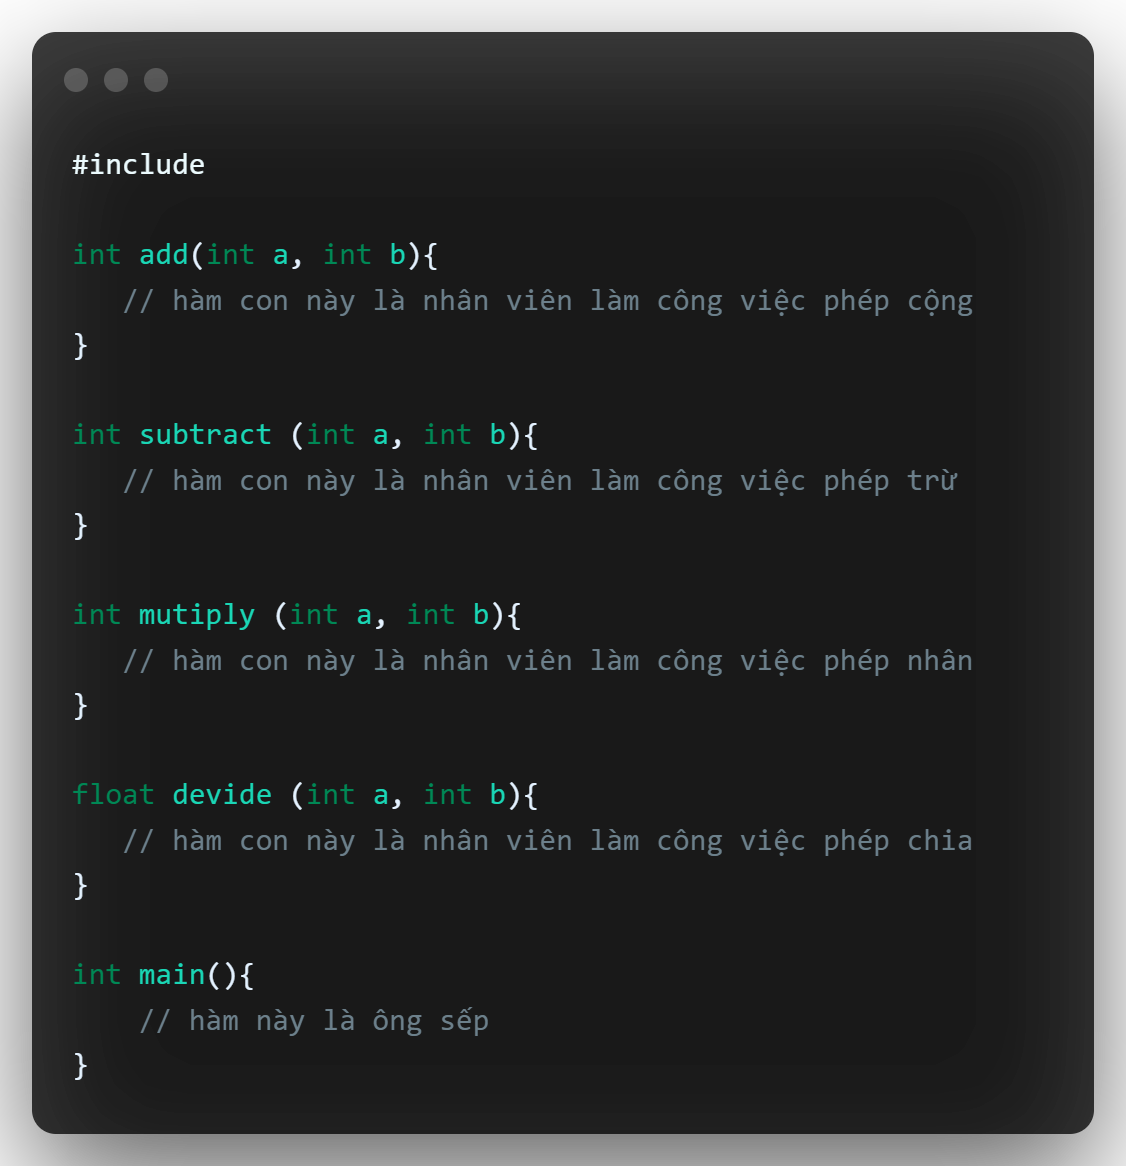 #include
int add(int a, int b){
// hàm con này là nhân viên làm công việc phép cộng
}
int subtract (int a, int b){
// hàm con này là nhân viên làm công việc phép trừ
}
int mutiply (int a, int b){
// hàm con này là nhân viên làm công việc phép nhân
}
float devide (int a, int b){
// hàm con này là nhân viên làm công việc phép chia
}
int main(){
// hàm này là ông sếp
}